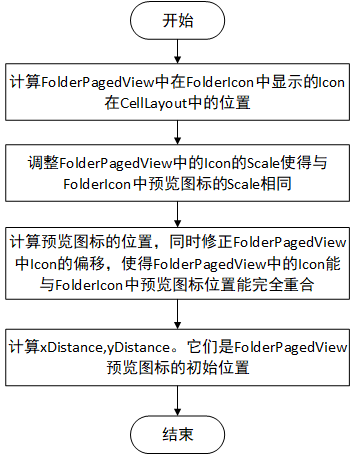 开始
计算FolderPagedView中在FolderIcon中显示的Icon
在CellLayout中的位置
调整FolderPagedView中的Icon的Scale使得与
FolderIcon中预览图标的Scale相同
计算预览图标的位置，同时修正FolderPagedView
中Icon的偏移，使得FolderPagedView中的Icon能
与FolderIcon中预览图标位置能完全重合
计算xDistance,yDistance。它们是FolderPagedView
预览图标的初始位置
结束